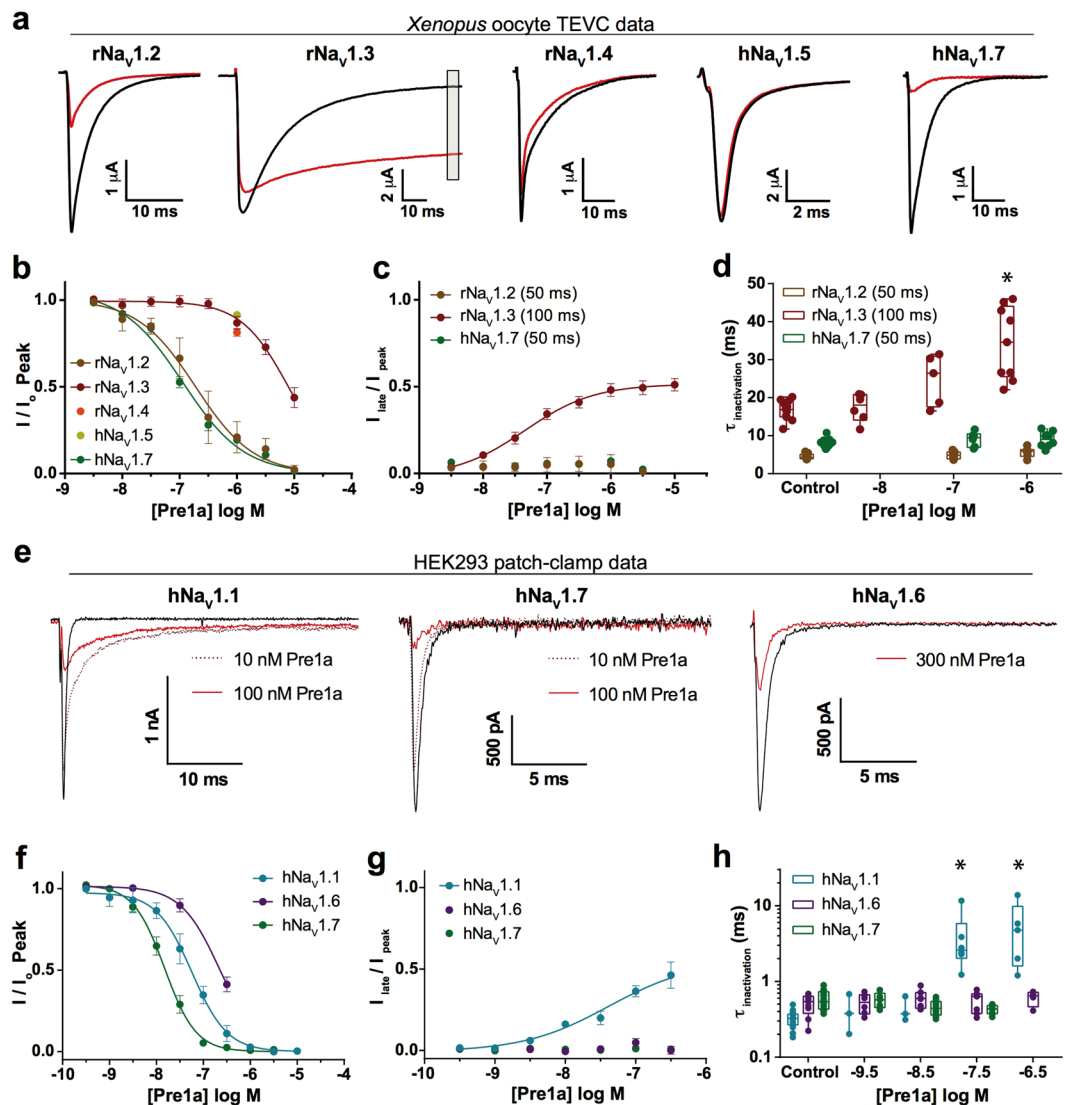 a
Xenopus oocyte TEVC data
rNaV1.2
rNaV1.3
rNaV1.4
hNaV1.5
hNaV1.7
1 µA
10 ms
2 µA
10 ms
1 µA
10 ms
2 µA
2 ms
1 µA
10 ms
b
I / Io Peak
1.0
0.5
0.0
rNaV1.2
rNaV1.3
rNaV1.4
hNaV1.5
hNaV1.7
-9 -8 -7 -6 -5 -4
[Pre1a] log M
c
I late / I peak
1.0
0.5
0.0
rNaV1.2 (50 ms)
rNaV1.3 (100 ms)
hNaV1.7 (50 ms)
-9 -8 -7 -6 -5 -4
[Pre1a] log M
d
τ inactivation (ms)
50
40
30
20
10
0
rNaV1.2 (50 ms)
rNaV1.3 (100 ms)
hNaV1.7 (50 ms)
*
Control -8 -7 -6
[Pre1a] log M
e
HEK293 patch-clamp data
hNaV1.1
hNaV1.7
hNaV1.6
10 nM Pre1a
100 nM Pre1a
1 nA
10 ms
10 nM Pre1a
100 nM Pre1a
500 pA
5 ms
300 nM Pre1a
500 pA
5 ms
f
I / Io Peak
1.0
0.5
0.0
hNaV1.1
hNaV1.6
hNaV1.7
-10 -9 -8 -7 -6 -5 -4
[Pre1a] log M
g
I late / I peak
1.0
0.5
0.0
hNaV1.1
hNaV1.6
hNaV1.7
-10 -9 -8 -7 -6 -5
[Pre1a] log M
h
τ inactivation (ms)
10
1
0.1
hNaV1.1
hNaV1.6
hNaV1.7
* *
Control -9.5 -8.5 -7.5 -6.5
[Pre1a] log M